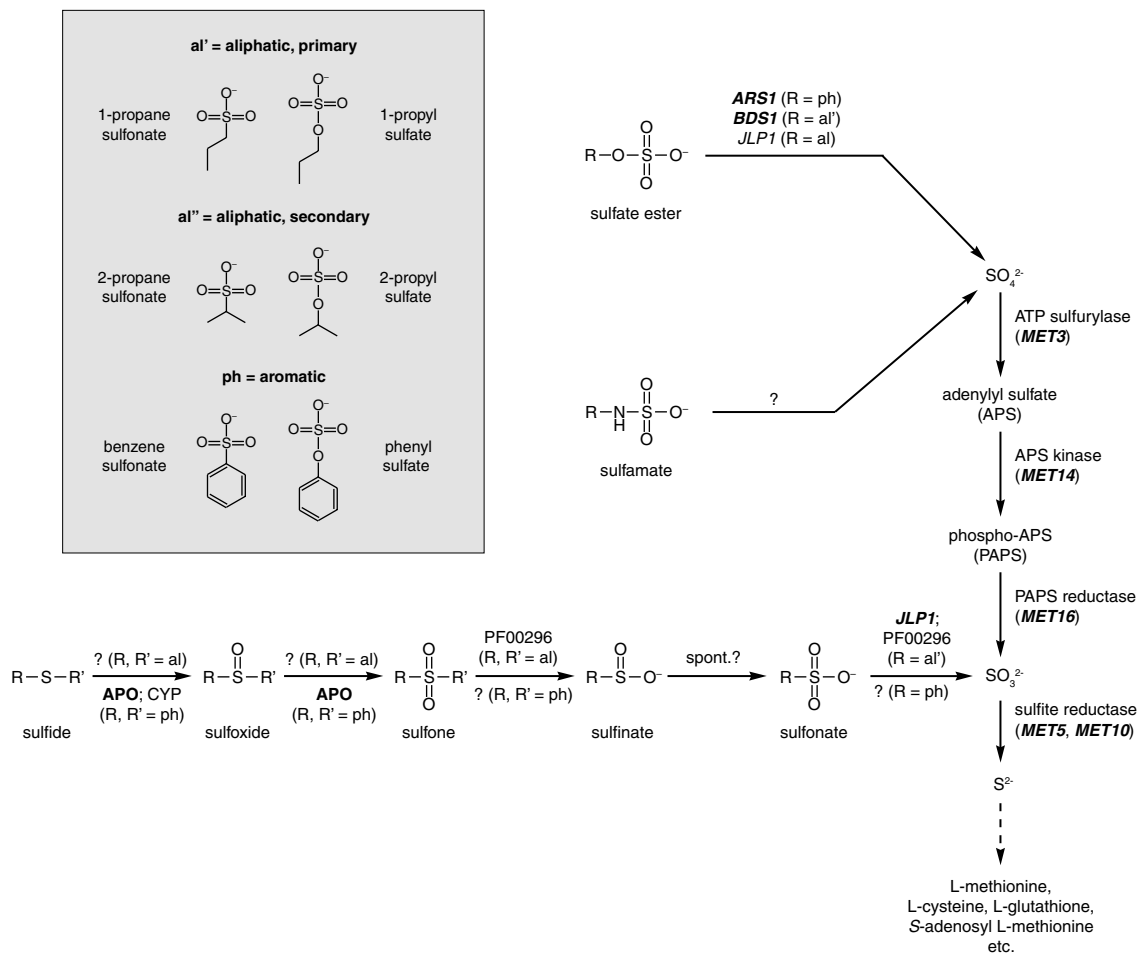 al’ = aliphatic, primary
1-propane
sulfonate
O⁻
O=S=O
O⁻
O=S=O
O
1-propyl
sulfate
al” = aliphatic, secondary
2-propane
sulfonate
O⁻
O=S=O
O⁻
O=S=O
O
2-propyl
sulfate
ph = aromatic
benzene
sulfonate
O⁻
O=S=O
O⁻
O=S=O
O
phenyl
sulfate
ARS1 (R = ph)
BDS1 (R = al’)
JLP1 (R = al)
O
R–O–S–O⁻
O
sulfate ester
SO₄²⁻
ATP sulfurylase
(MET3)
O
R–NH–S–O⁻
O
sulfamate
?
adenylyl sulfate
(APS)
APS kinase
(MET14)
phospho-APS
(PAPS)
PAPS reductase
(MET16)
R–S–R’
sulfide
? (R, R’ = al)
APO; CYP
(R, R’ = ph)
O
R–S–R’
sulfoxide
? (R, R’ = al)
APO
(R, R’ = ph)
O
R–S–R’
O
sulfone
PF00296
(R, R’ = al)
? (R, R’ = ph)
O
R–S–O⁻
sulfinate
spont.?
O
R–S–O⁻
O
sulfonate
JLP1;
PF00296
(R = al’)
? (R = ph)
SO₃²⁻
sulfite reductase
(MET5, MET10)
S²⁻
L-methionine,
L-cysteine, L-glutathione,
S-adenosyl L-methionine
etc.